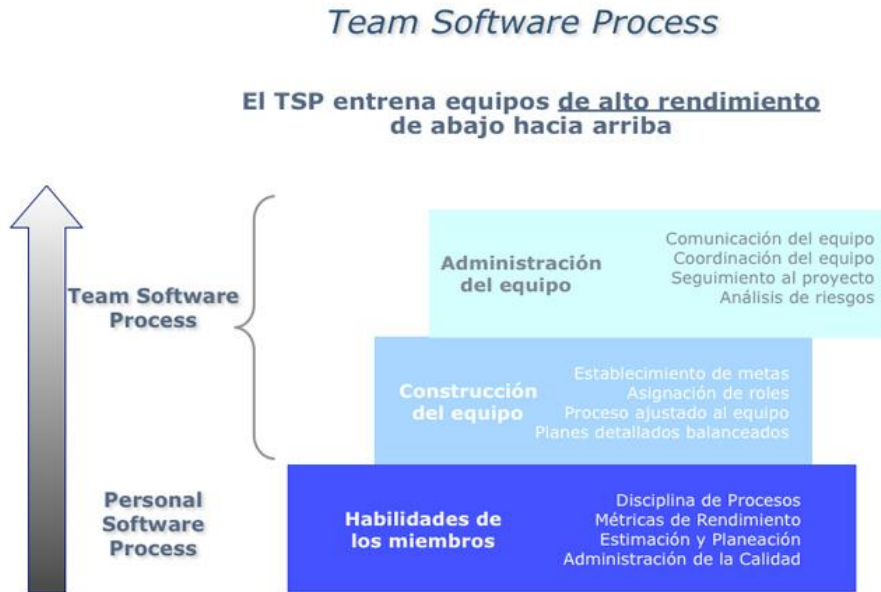 Team Software Process
El TSP entrena equipos de alto rendimiento
de abajo hacia arriba
Team Software
Process
Administración
del equipo
Comunicación del equipo
Coordinación del equipo
Seguimiento al proyecto
Análisis de riesgos
Construcción
del equipo
Establecimiento de metas
Asignación de roles
Proceso ajustado al equipo
Planes detallados balanceados
Personal
Software
Process
Habilidades de
los miembros
Disciplina de Procesos
Métricas de Rendimiento
Estimación y Planeación
Administración de la Calidad